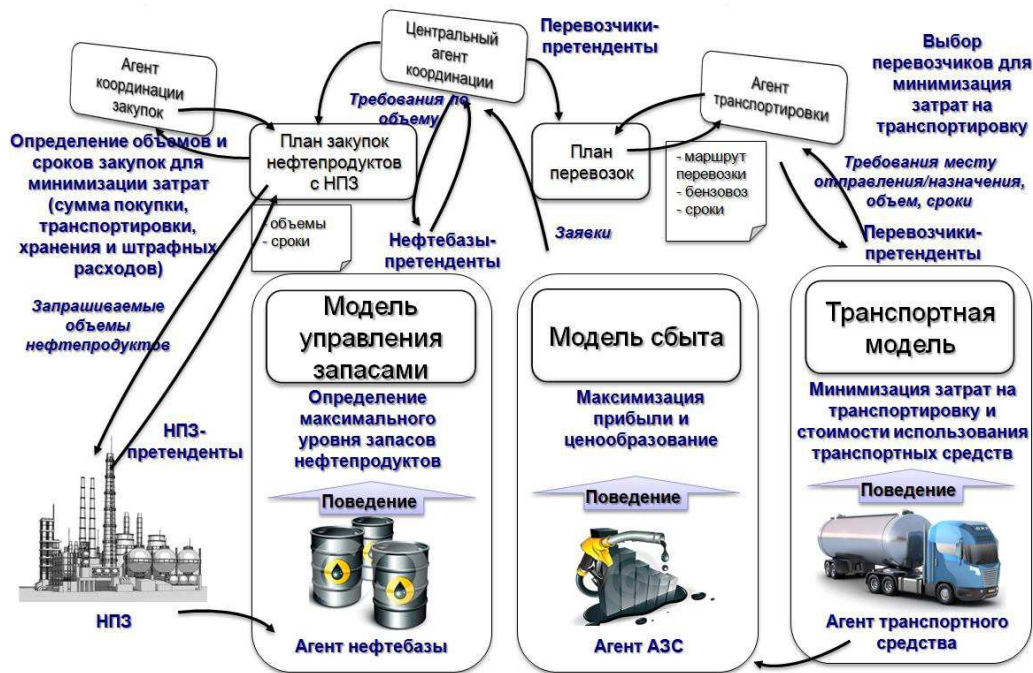 Центральный
агент
координации
Перевозчики-
претенденты
Выбор
перевозчиков для
минимизация
затрат на
транспортировку
Агент
координации
закупок
Агент
транспортировки
Требования по
объему
Определение объемов и
сроков закупок для
минимизации затрат
(сумма покупки,
транспортировки,
хранения и штрафных
расходов)
План закупок
нефтепродуктов
с НПЗ
План
перевозок
- маршрут
перевозки
- бензовоз
- сроки
Требования месту
отправления/назначения,
объем, сроки
- объемы
- сроки
Нефтебазы-
претенденты
Заявки
Перевозчики-
претенденты
Запрашиваемые
объемы
нефтепродуктов
Модель
управления
запасами
Модель сбыта
Транспортная
модель
Определение
максимального
уровня запасов
нефтепродуктов
Максимизация
прибыли и
ценообразование
Минимизация затрат на
транспортировку и
стоимости использования
транспортных средств
НПЗ-
претенденты
Поведение
Поведение
Поведение
НПЗ
Агент нефтебазы
Агент АЗС
Агент транспортного
средства